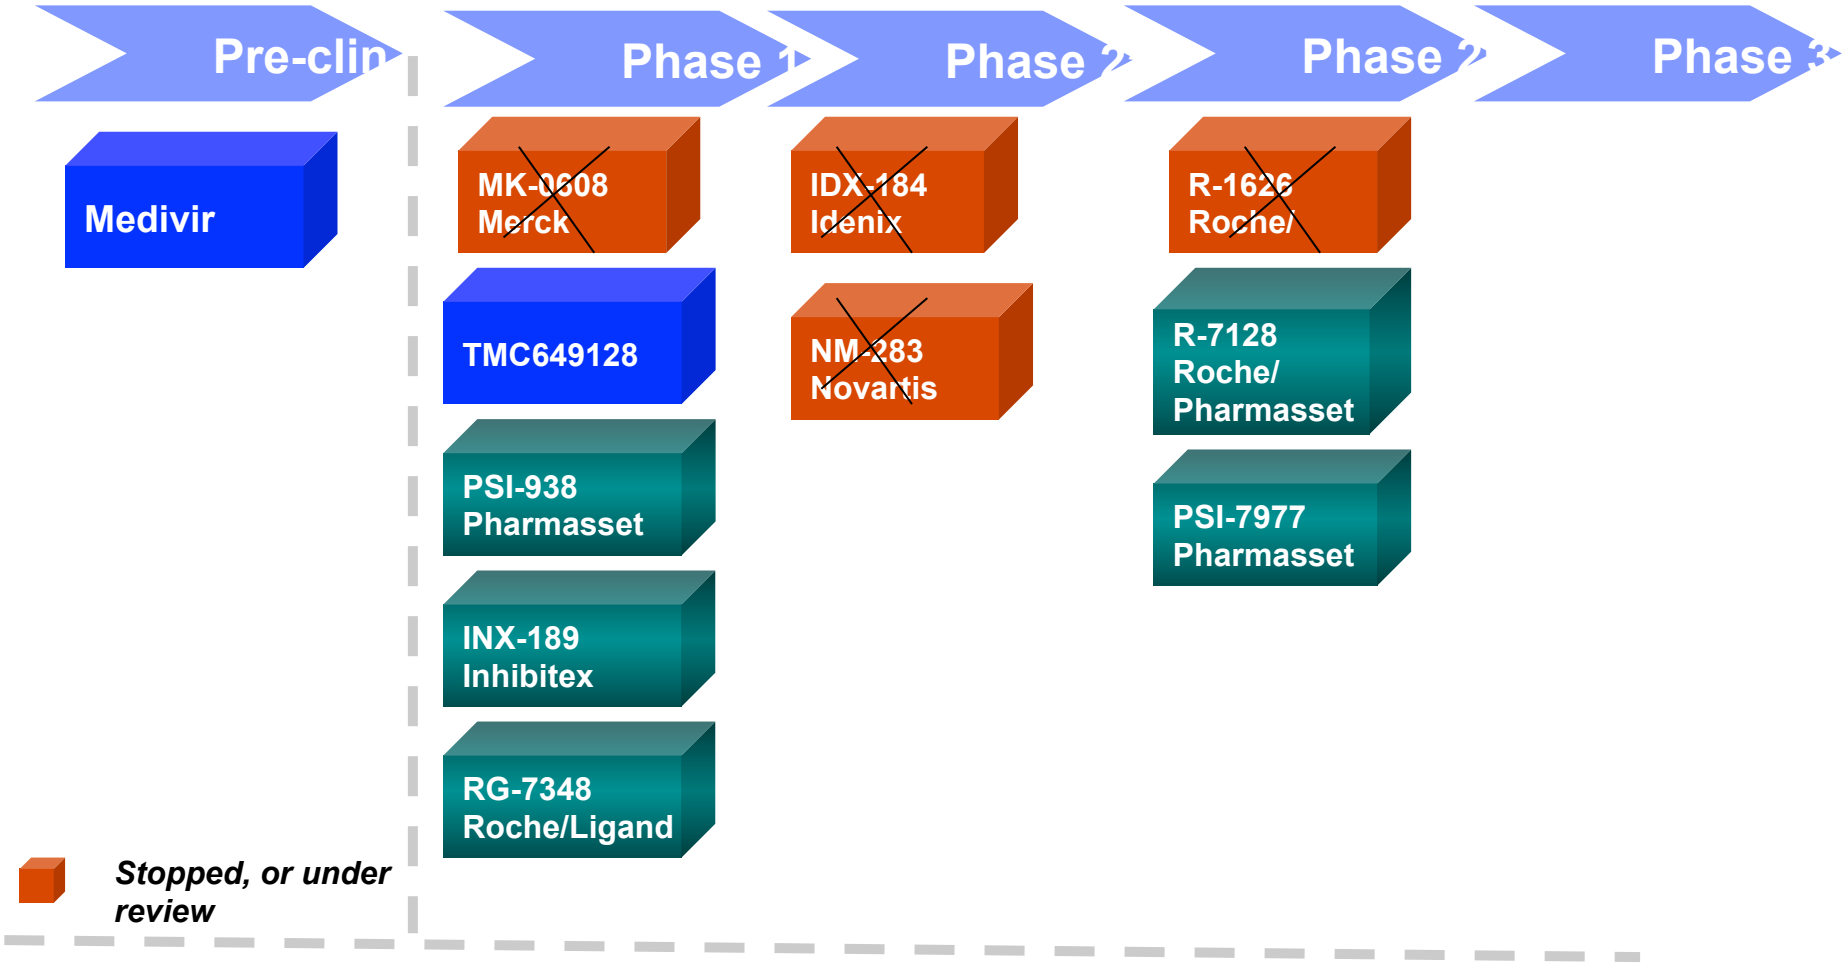 Pre-clin
Phase 1
Phase 2
Phase 2
Phase 3
Medivir
MK-0608
Merck
TMC649128
PSI-938
Pharmasset
INX-189
Inhibitex
RG-7348
Roche/Ligand
IDX-184
Idenix
NM-283
Novartis
R-1626
Roche/
R-7128
Roche/
Pharmasset
PSI-7977
Pharmasset
Stopped, or under
review